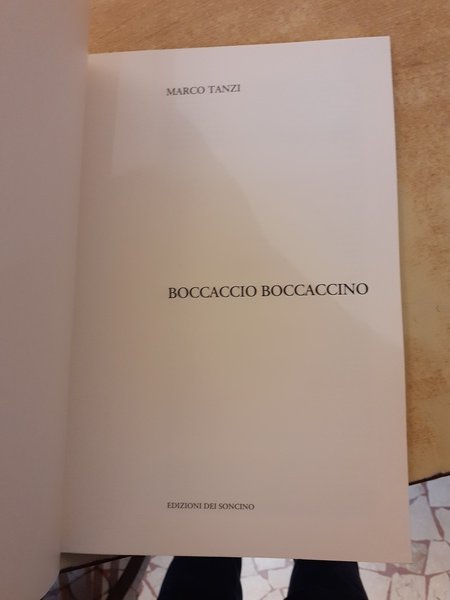 MARCO TANZI
BOCCACCIO BOCCACCINO
EDIZIONI DEI SONCINO